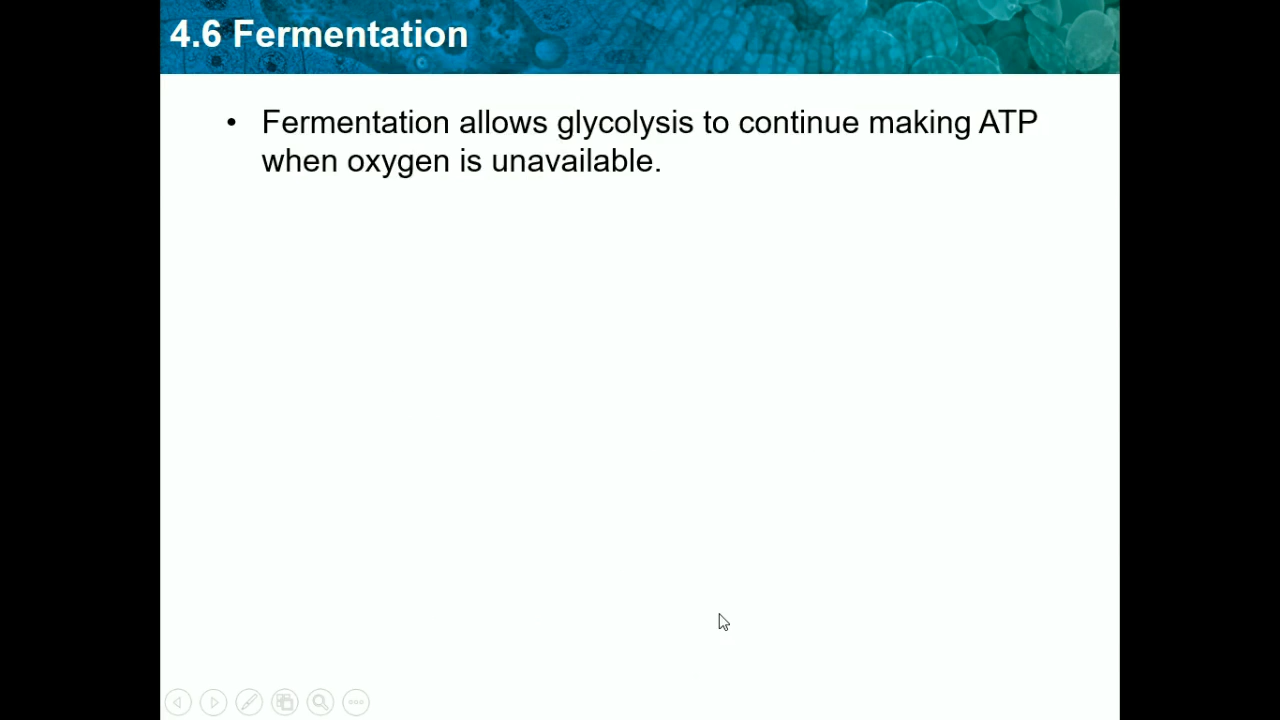 4.6 Fermentation
• Fermentation allows glycolysis to continue making ATP
when oxygen is unavailable.